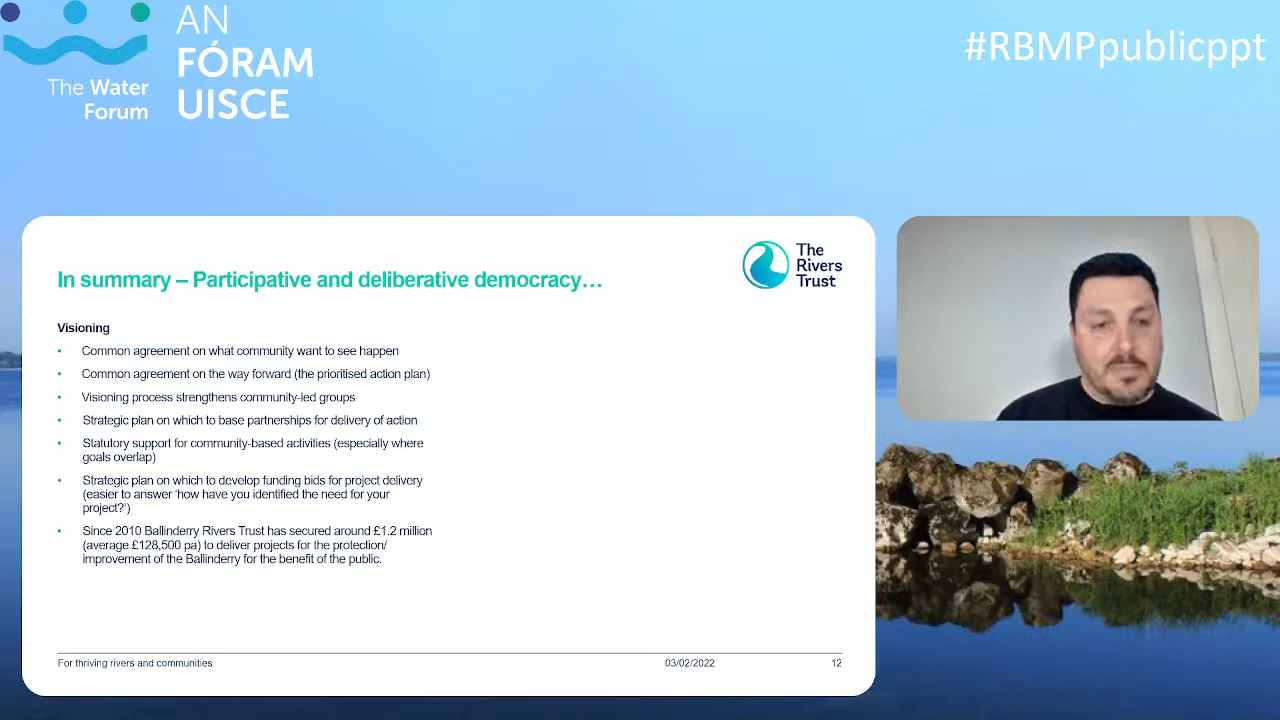 AN
FÓRAM
UISCE
The Water
Forum
#RBMPpublicppt
The
Rivers
Trust
In summary – Participative and deliberative democracy…
Visioning
• Common agreement on what community want to see happen
• Common agreement on the way forward (the prioritised action plan)
• Visioning process strengthens community-led groups
• Strategic plan on which to base partnerships for delivery of action
• Statutory support for community-based activities (especially where
goals overlap)
• Strategic plan on which to develop funding bids for project delivery
(easier to answer ‘how have you identified the need for your
project?’)
• Since 2010 Ballinderry Rivers Trust has secured around £1.2 million
(average £128,500 pa) to deliver projects for the protection/
improvement of the Ballinderry for the benefit of the public.
For thriving rivers and communities
03/02/2022
12